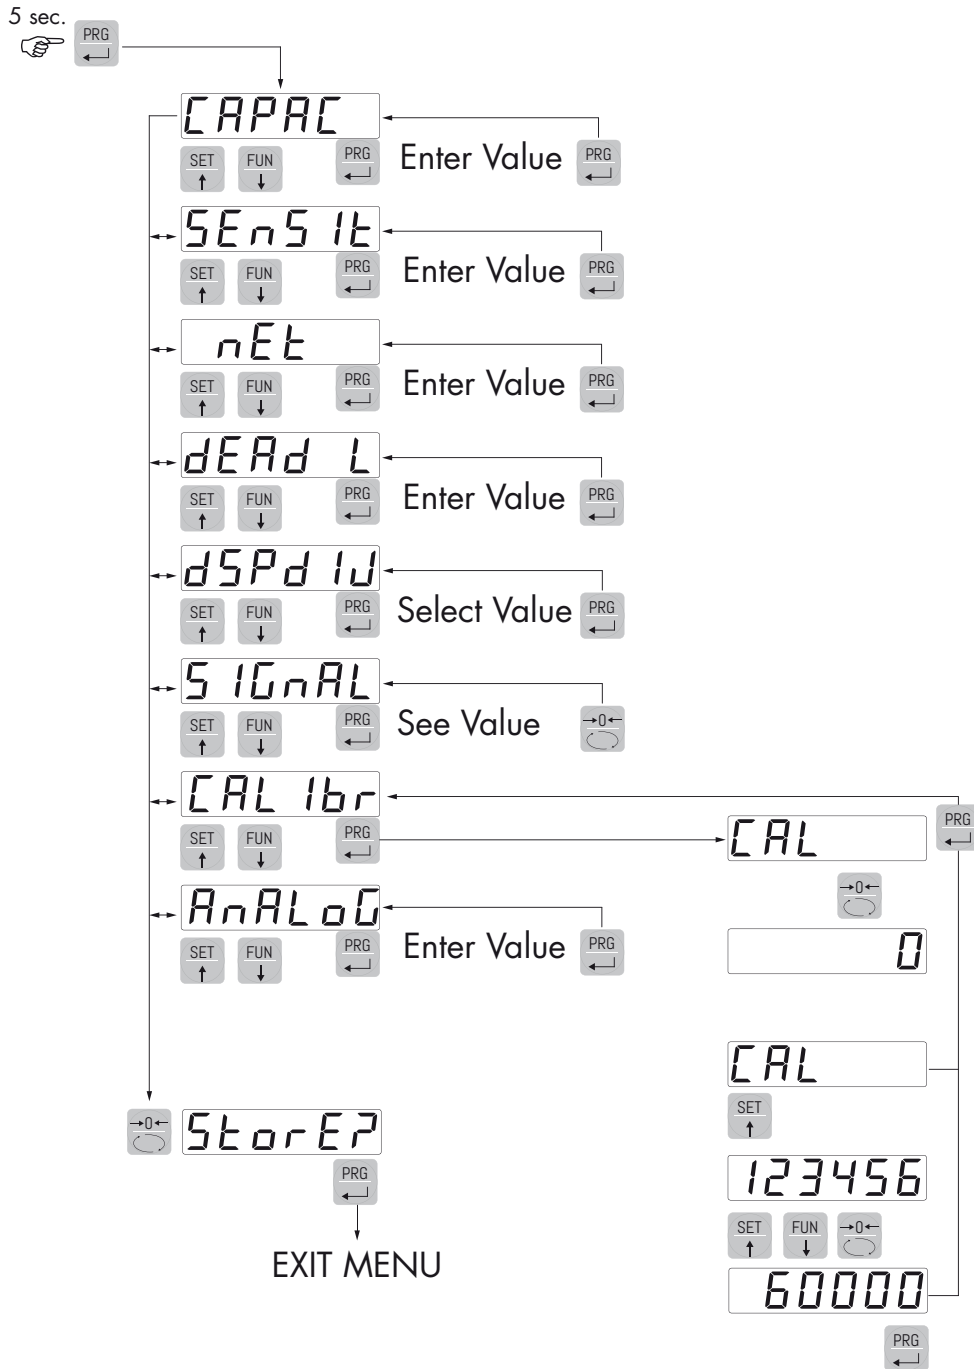 5 sec.
PRG
CAPAC
SET FUN PRG Enter Value PRG
SEnSIt
SET FUN PRG Enter Value PRG
nEt
SET FUN PRG Enter Value PRG
dEAd L
SET FUN PRG Enter Value PRG
dSPdIU
SET FUN PRG Select Value PRG
SIGnAL
SET FUN PRG See Value →0←
CALIbr
SET FUN PRG
AnALoG
SET FUN PRG Enter Value PRG
→0← StorE?
PRG
EXIT MENU
CAL PRG
→0←
0
CAL
SET
123456
SET FUN →0←
60000
PRG